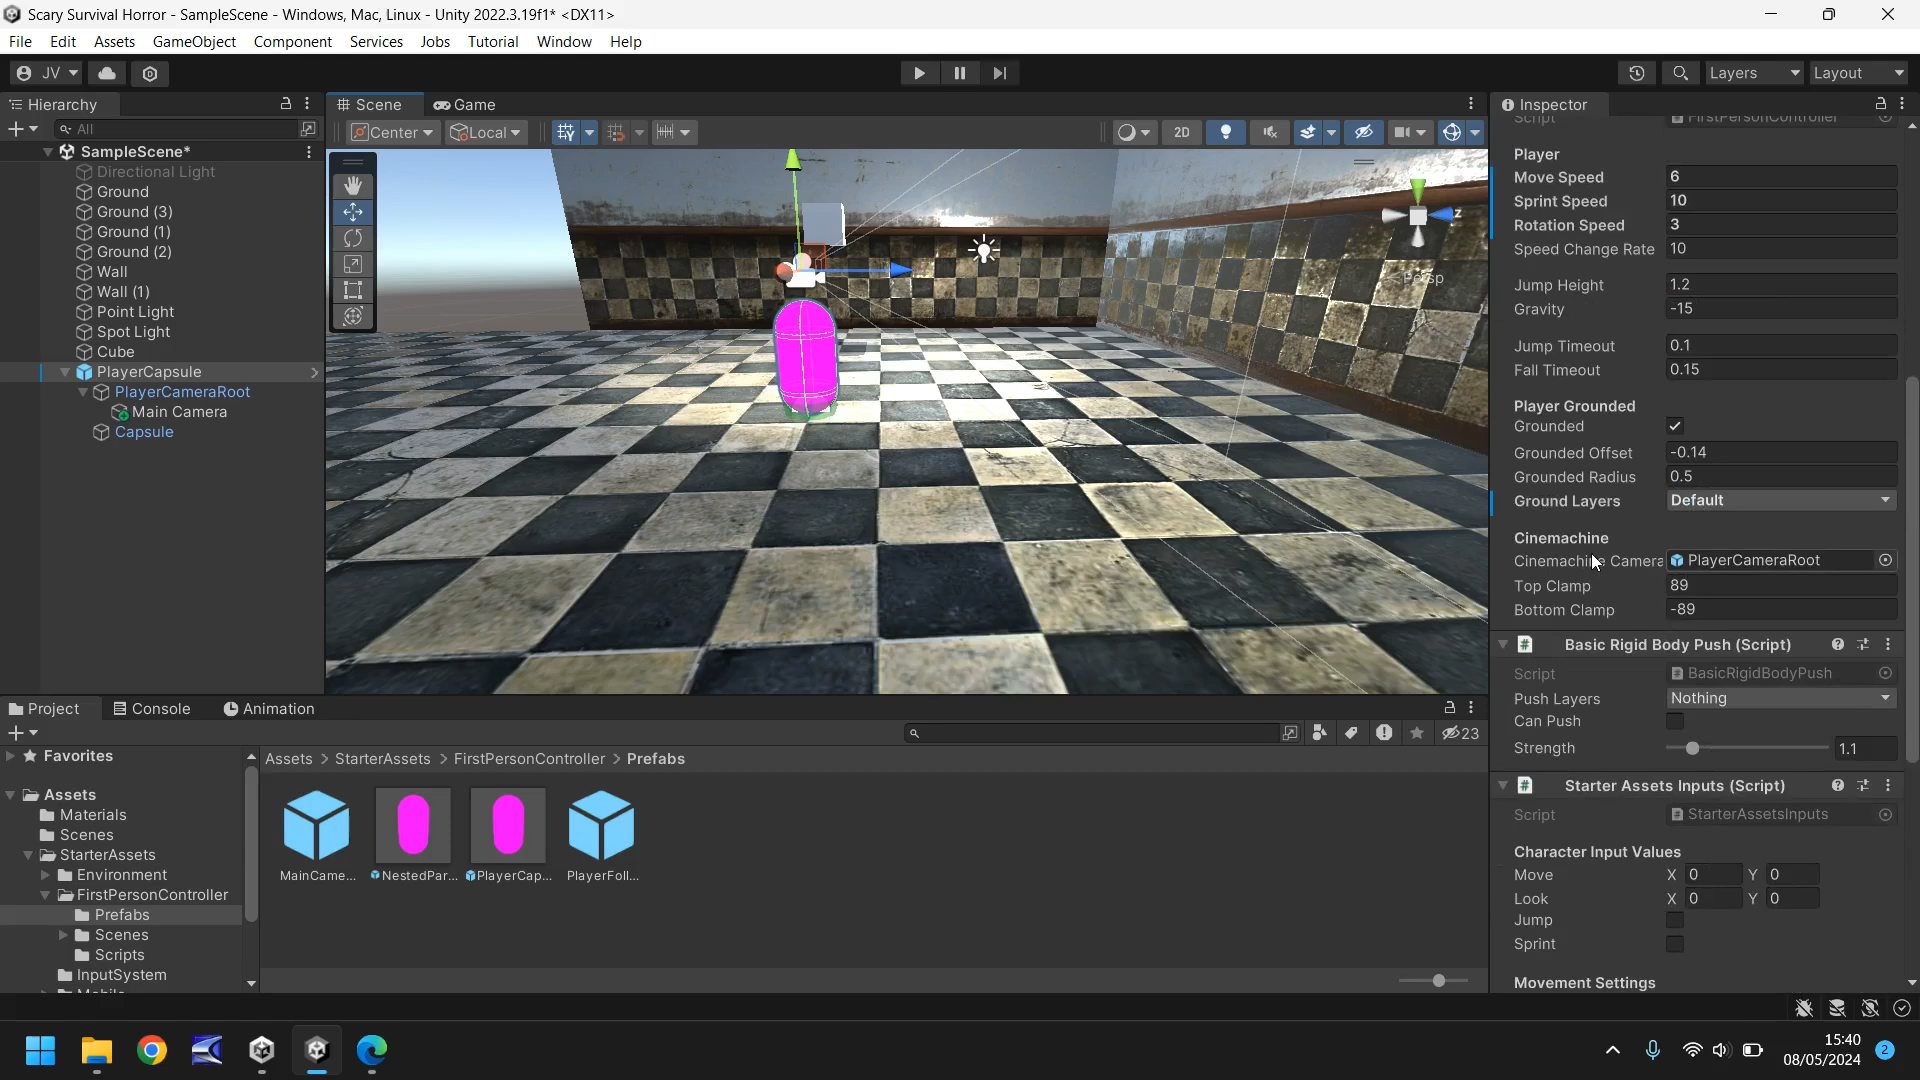 Scary Survival Horror - SampleScene - Windows, Mac, Linux - Unity 2022.3.19f1* <DX11>
File Edit Assets GameObject Component Services Jobs Tutorial Window Help
JV Layers Layout
Hierarchy
All
SampleScene*
Directional Light
Ground
Ground (3)
Ground (1)
Ground (2)
Wall
Wall (1)
Point Light
Spot Light
Cube
PlayerCapsule
PlayerCameraRoot
Main Camera
Capsule
Scene Game
Center Local 2D
z
Persp
Inspector
Script FirstPersonController
Player
Move Speed 6
Sprint Speed 10
Rotation Speed 3
Speed Change Rate 10
Jump Height 1.2
Gravity -15
Jump Timeout 0.1
Fall Timeout 0.15
Player Grounded
Grounded
Grounded Offset -0.14
Grounded Radius 0.5
Ground Layers Default
Cinemachine
Cinemachine Camera PlayerCameraRoot
Top Clamp 89
Bottom Clamp -89
Basic Rigid Body Push (Script)
Script BasicRigidBodyPush
Push Layers Nothing
Can Push
Strength 1.1
Starter Assets Inputs (Script)
Script StarterAssetsInputs
Character Input Values
Move X 0 Y 0
Look X 0 Y 0
Jump
Sprint
Movement Settings
Project Console Animation
23
Favorites
Assets
Materials
Scenes
StarterAssets
Environment
FirstPersonController
Prefabs
Scenes
Scripts
InputSystem
Assets > StarterAssets > FirstPersonController > Prefabs
MainCame... NestedPar... PlayerCap... PlayerFoll...
15:40
08/05/2024
2